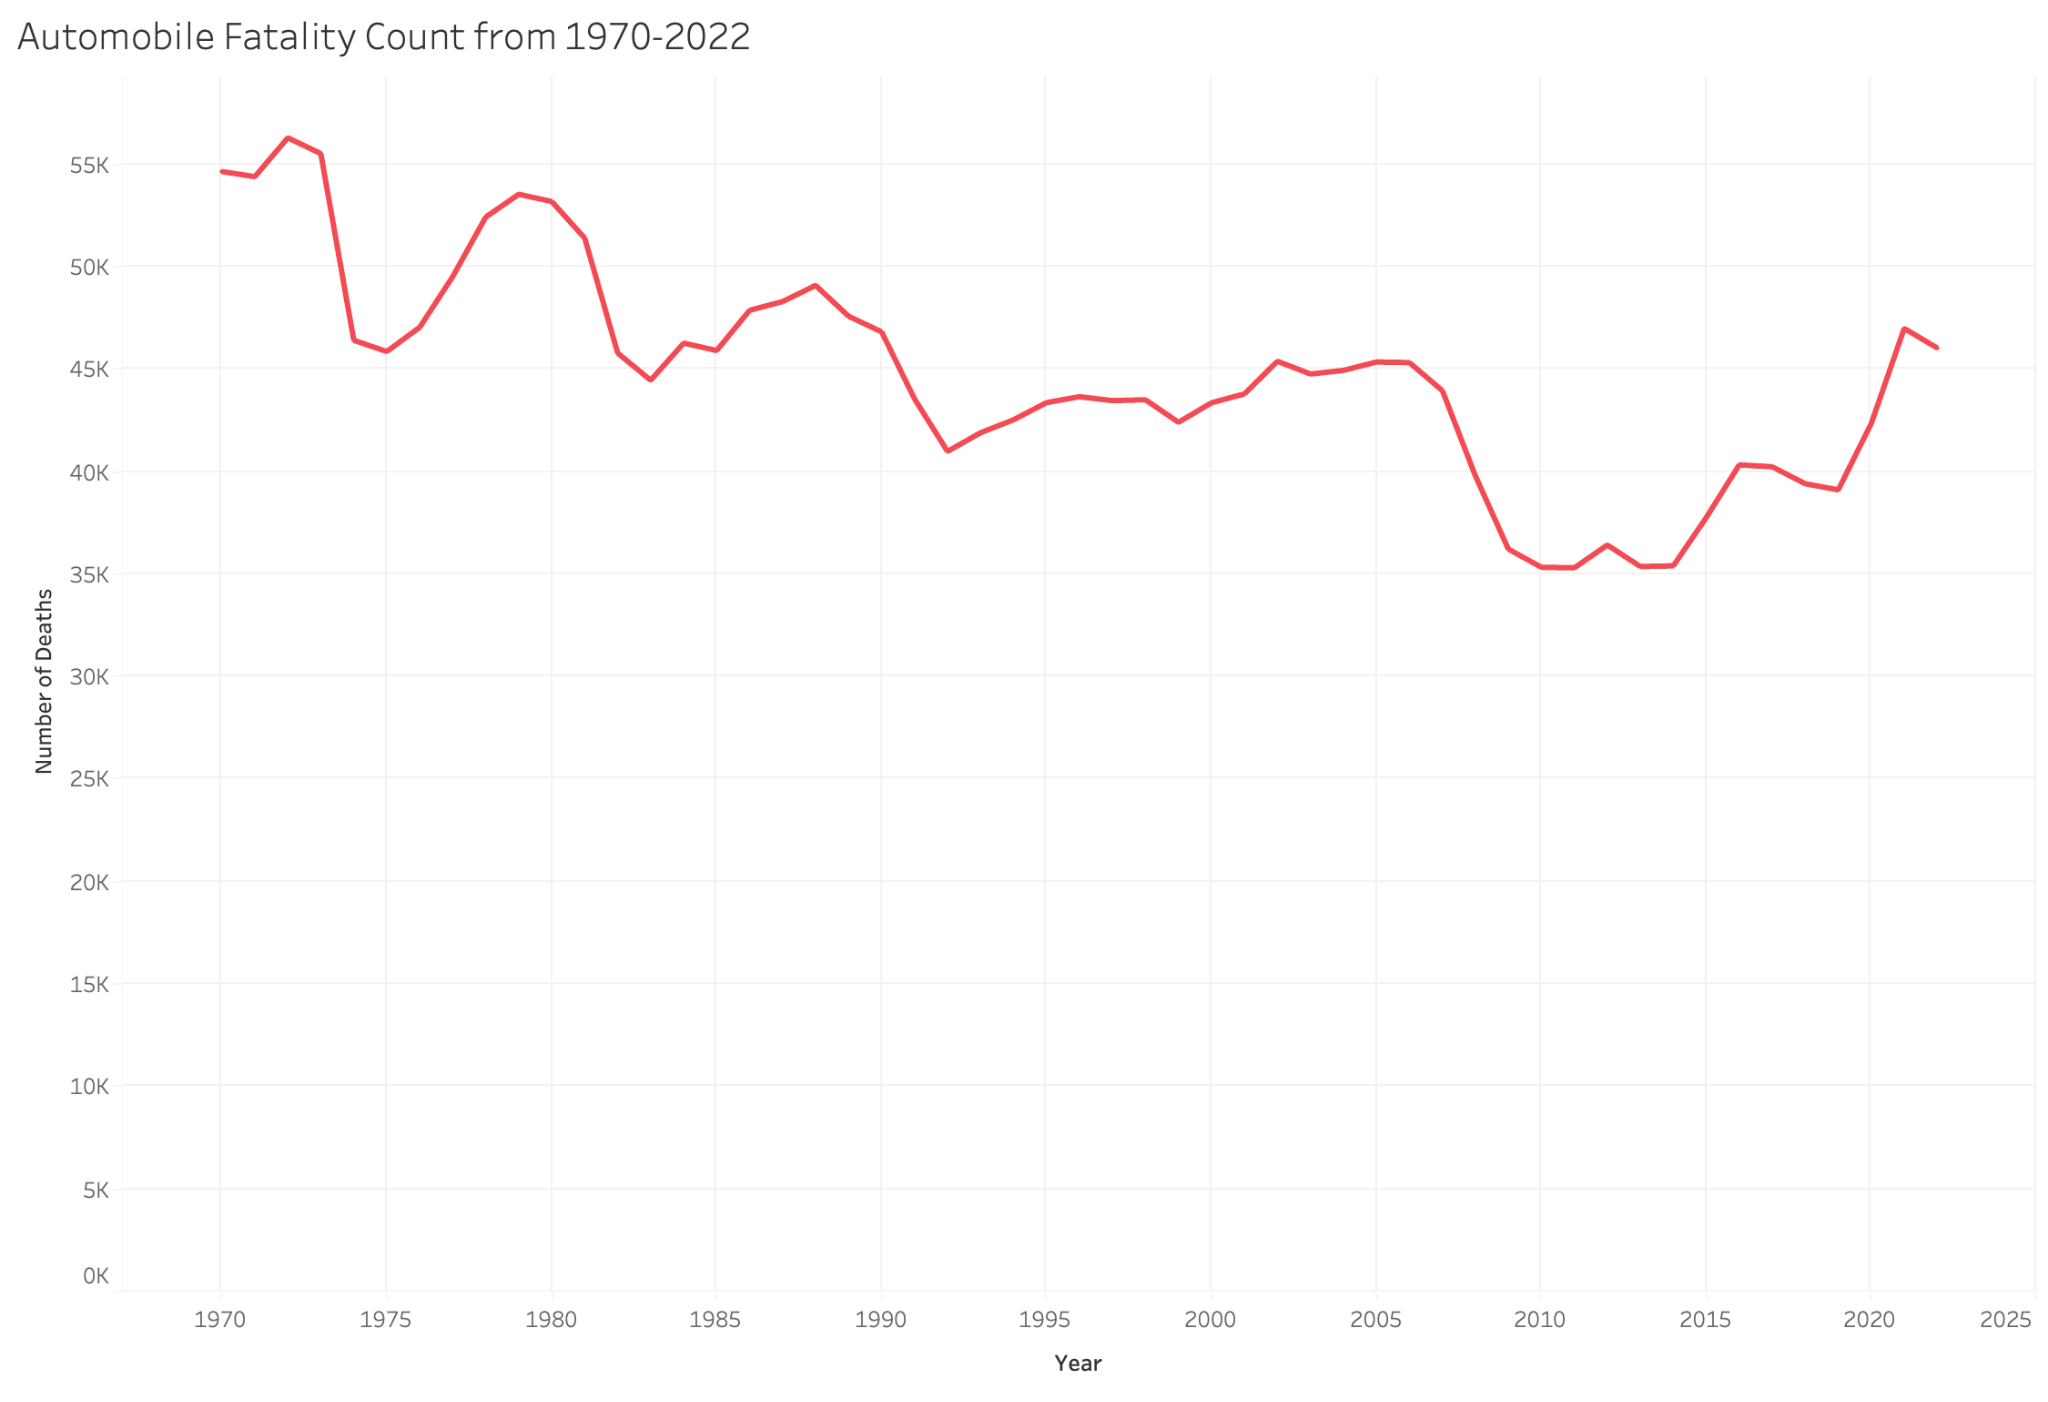 Automobile Fatality Count from 1970-2022
55K
50K
45K
40K
35K
30K
25K
20K
15K
10K
5K
0K
Number of Deaths
1970 1975 1980 1985 1990 1995 2000 2005 2010 2015 2020 2025
Year